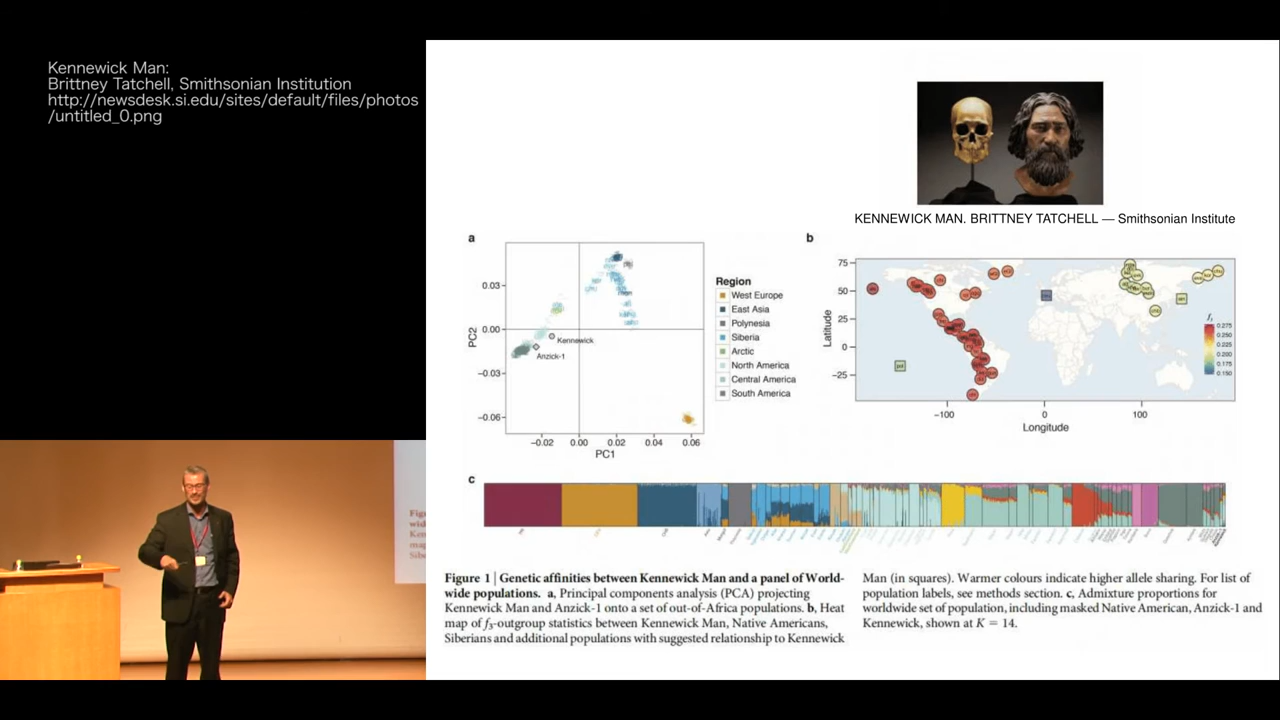 Kennewick Man:
Brittney Tatchell, Smithsonian Institution
http://newsdesk.si.edu/sites/default/files/photos
/untitled_0.png
KENNEWICK MAN. BRITTNEY TATCHELL — Smithsonian Institute
a
0.03
0.00
−0.03
−0.06
PC2
−0.02 0.00 0.02 0.04 0.06
PC1
Kennewick
Anzick-1
Region
West Europe
East Asia
Polynesia
Siberia
Arctic
North America
Central America
South America
b
75
50
25
0
−25
Latitude
−100 0 100
Longitude
f3
0.275
0.250
0.225
0.200
0.175
0.150
c
Figure 1 | Genetic affinities between Kennewick Man and a panel of World-
wide populations. a, Principal components analysis (PCA) projecting
Kennewick Man and Anzick-1 onto a set of out-of-Africa populations. b, Heat
map of f3-outgroup statistics between Kennewick Man, Native Americans,
Siberians and additional populations with suggested relationship to Kennewick
Man (in squares). Warmer colours indicate higher allele sharing. For list of
population labels, see methods section. c, Admixture proportions for
worldwide set of population, including masked Native American, Anzick-1 and
Kennewick, shown at K = 14.